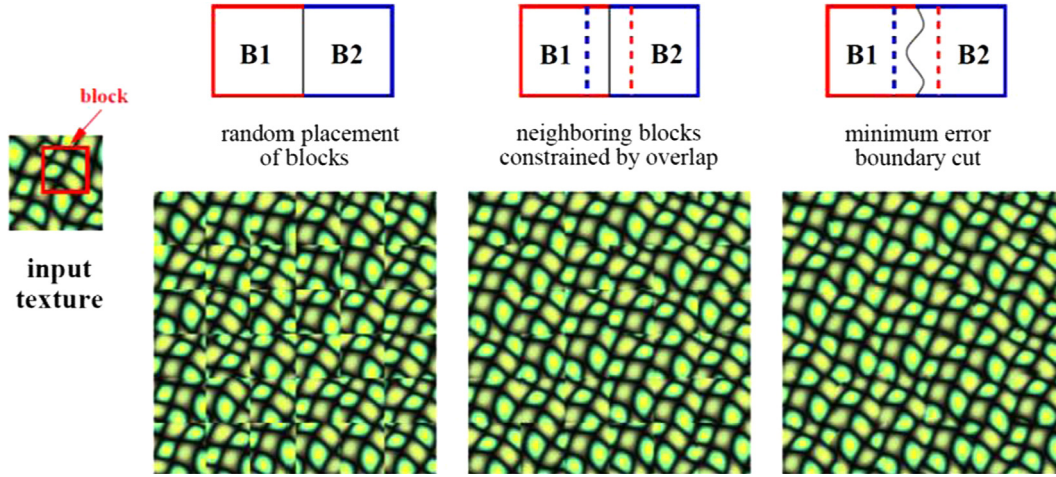 block
input
texture
B1 B2
random placement
of blocks
B1 B2
neighboring blocks
constrained by overlap
B1 B2
minimum error
boundary cut